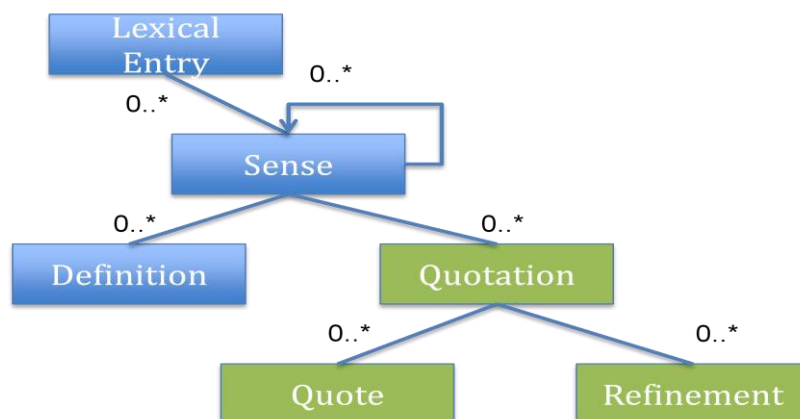 Lexical
Entry
0..*
0..*
Sense
0..*
0..*
Definition
Quotation
0..*
0..*
Quote
Refinement